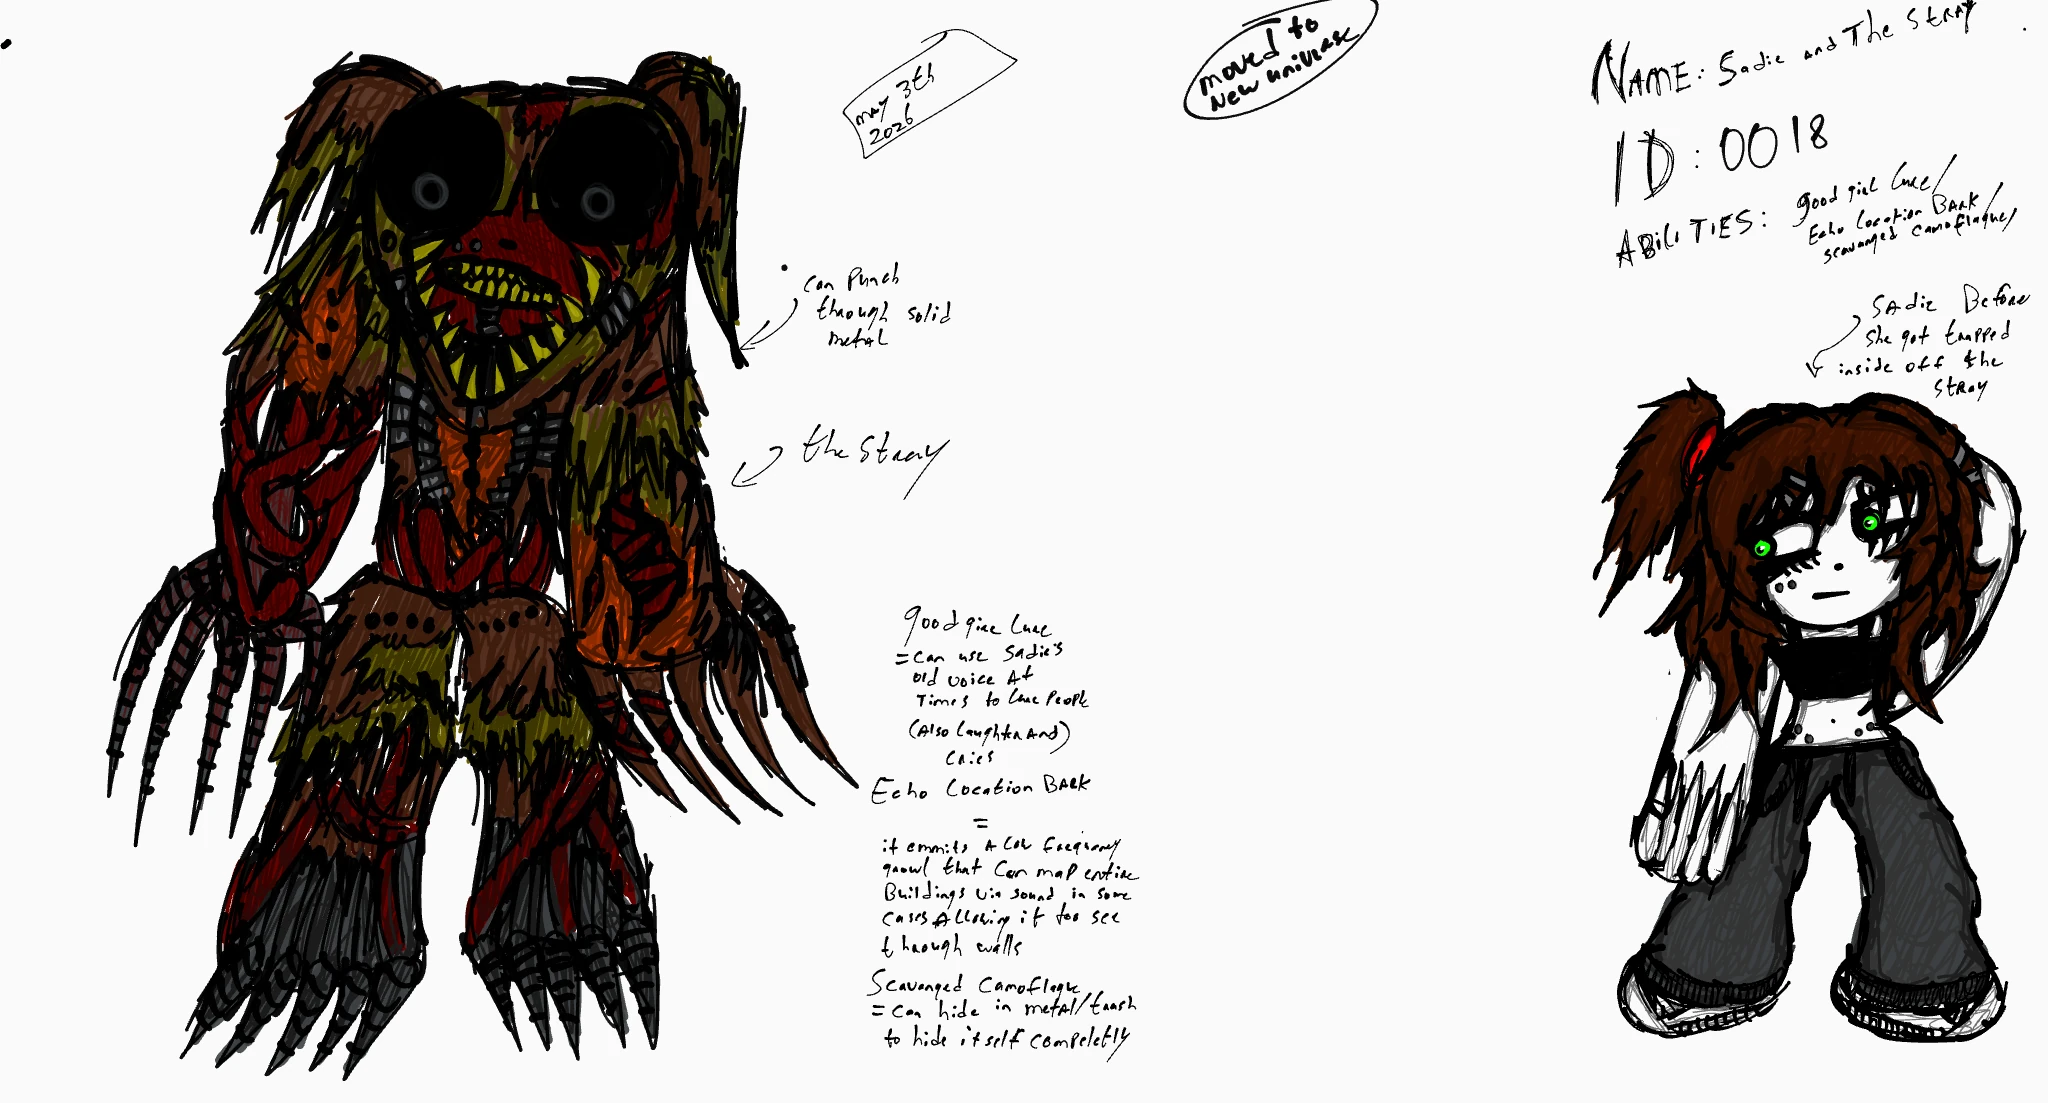 may 3th
2026
moved to
New universe
NAME: Sadie and The Stray
ID: 0018
ABILITIES: good girl lure/
Echo Location Bark/
scavanged camoflaque/
Sadie Before
she got trapped
inside off the
Stray
can Punch
through solid
metal
the Stray
good girl Lure
= can use Sadie's
old voice At
Times to Lure People
(Also Laughter And)
cries
Echo Location BARK
=
it emmits A Low frequency
growl that Can map entire
Buildings via sound in some
cases Allowing it too see
through walls
Scavanged Camoflaque
= can hide in metal/trash
to hide itself compeletly